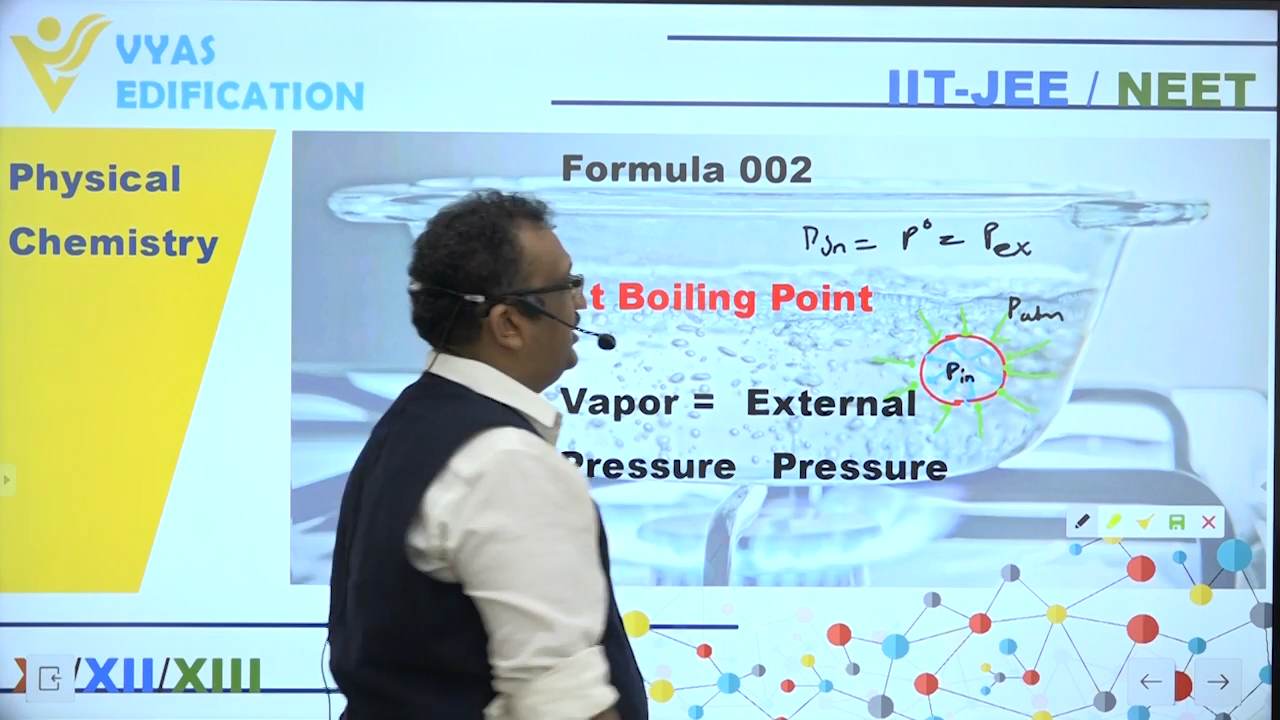 VYAS
EDIFICATION
IIT-JEE / NEET
Physical
Chemistry
Formula 002
Pin = P° = Pex
t Boiling Point
Patm
Pin
Vapor = External
Pressure Pressure
X/XII/XIII